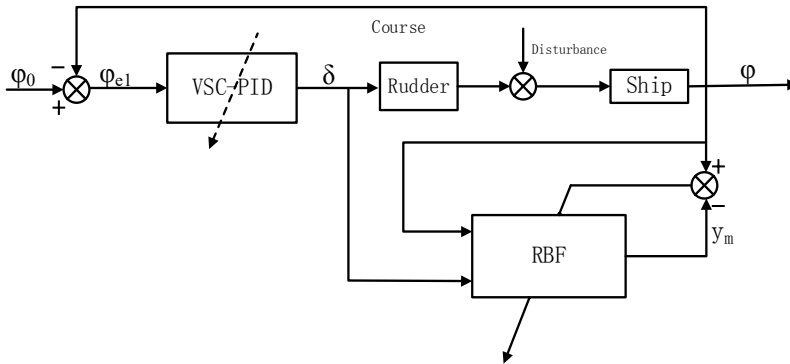 Course
Disturbance
φ₀
−
+
φₑ₁
VSC-PID
δ
Rudder
Ship
φ
+
−
yₘ
RBF